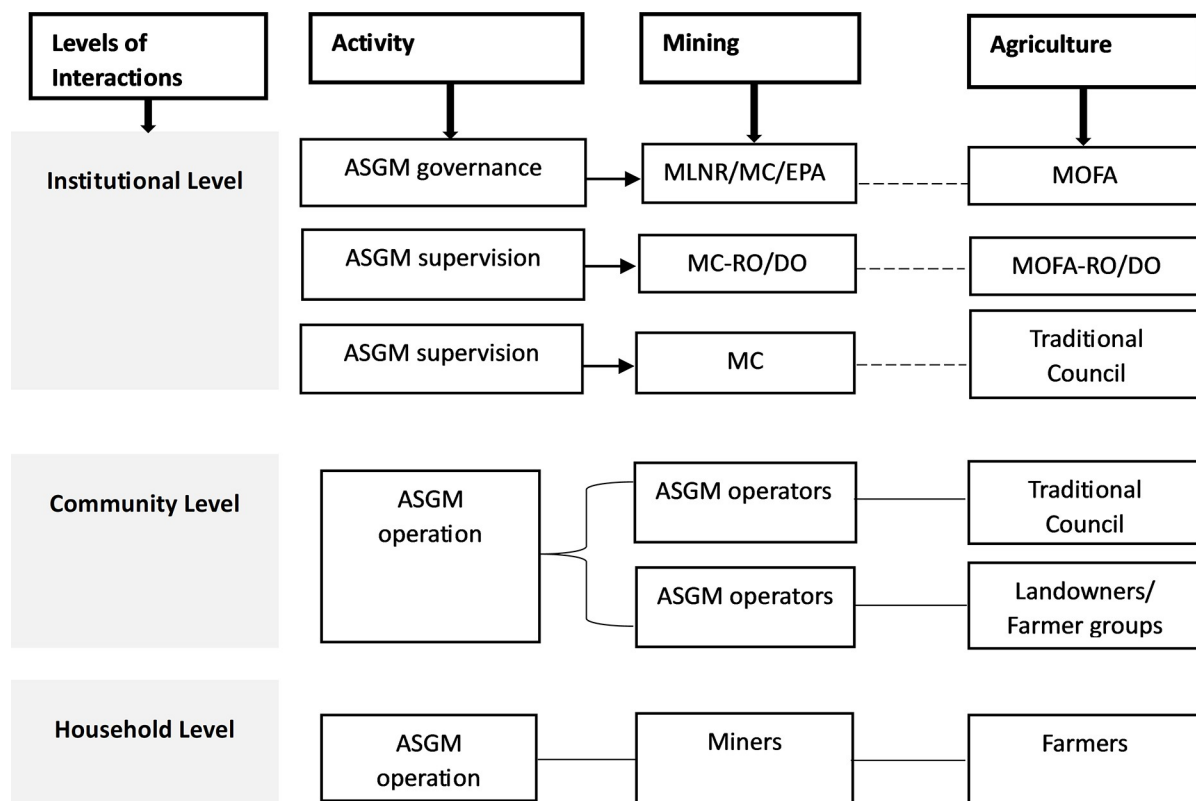 Levels of
Interactions
Activity
Mining
Agriculture
Institutional Level
ASGM governance
MLNR/MC/EPA
MOFA
ASGM supervision
MC-RO/DO
MOFA-RO/DO
ASGM supervision
MC
Traditional
Council
Community Level
ASGM
operation
ASGM operators
Traditional
Council
ASGM operators
Landowners/
Farmer groups
Household Level
ASGM
operation
Miners
Farmers